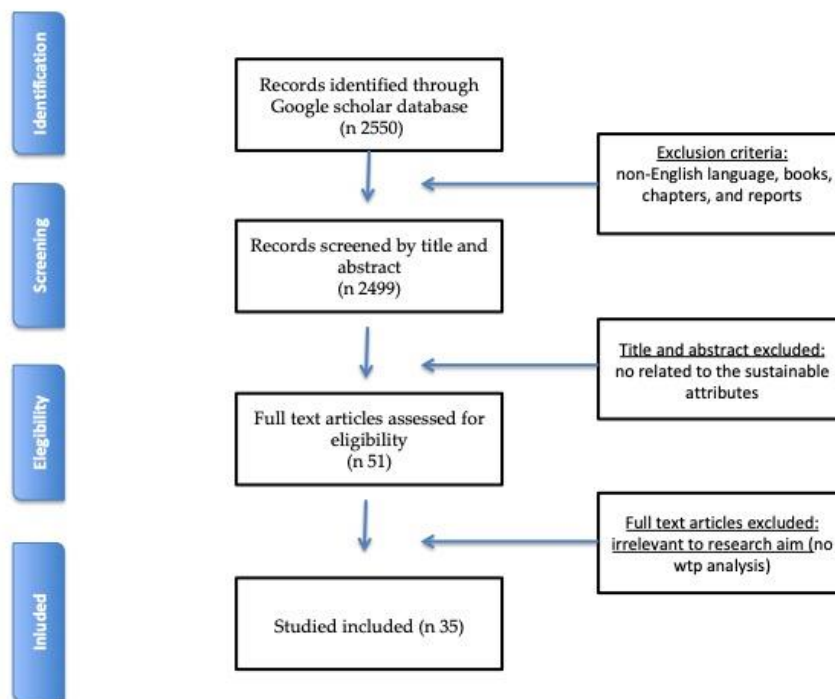 Identification
Records identified through
Google scholar database
(n 2550)
Exclusion criteria:
non-English language, books,
chapters, and reports
Screening
Records screened by title and
abstract
(n 2499)
Title and abstract excluded:
no related to the sustainable
attributes
Elegibility
Full text articles assessed for
eligibility
(n 51)
Full text articles excluded:
irrelevant to research aim (no
wtp analysis)
Inluded
Studied included (n 35)